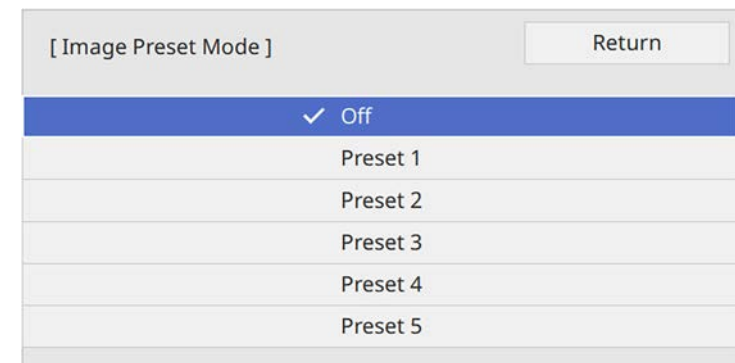 [ Image Preset Mode ] Return
Off
Preset 1
Preset 2
Preset 3
Preset 4
Preset 5